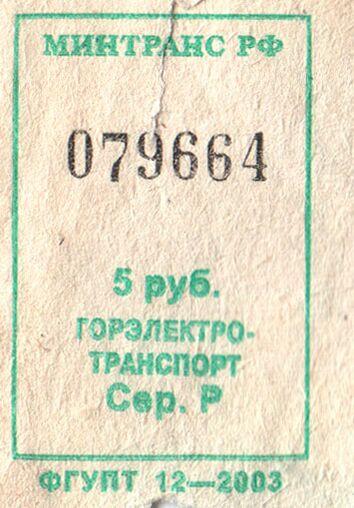 МИНТРАНС РФ
079664
5 руб.
ГОРЭЛЕКТРО-
ТРАНСПОРТ
Сер. Р
ФГУПТ 12—2003